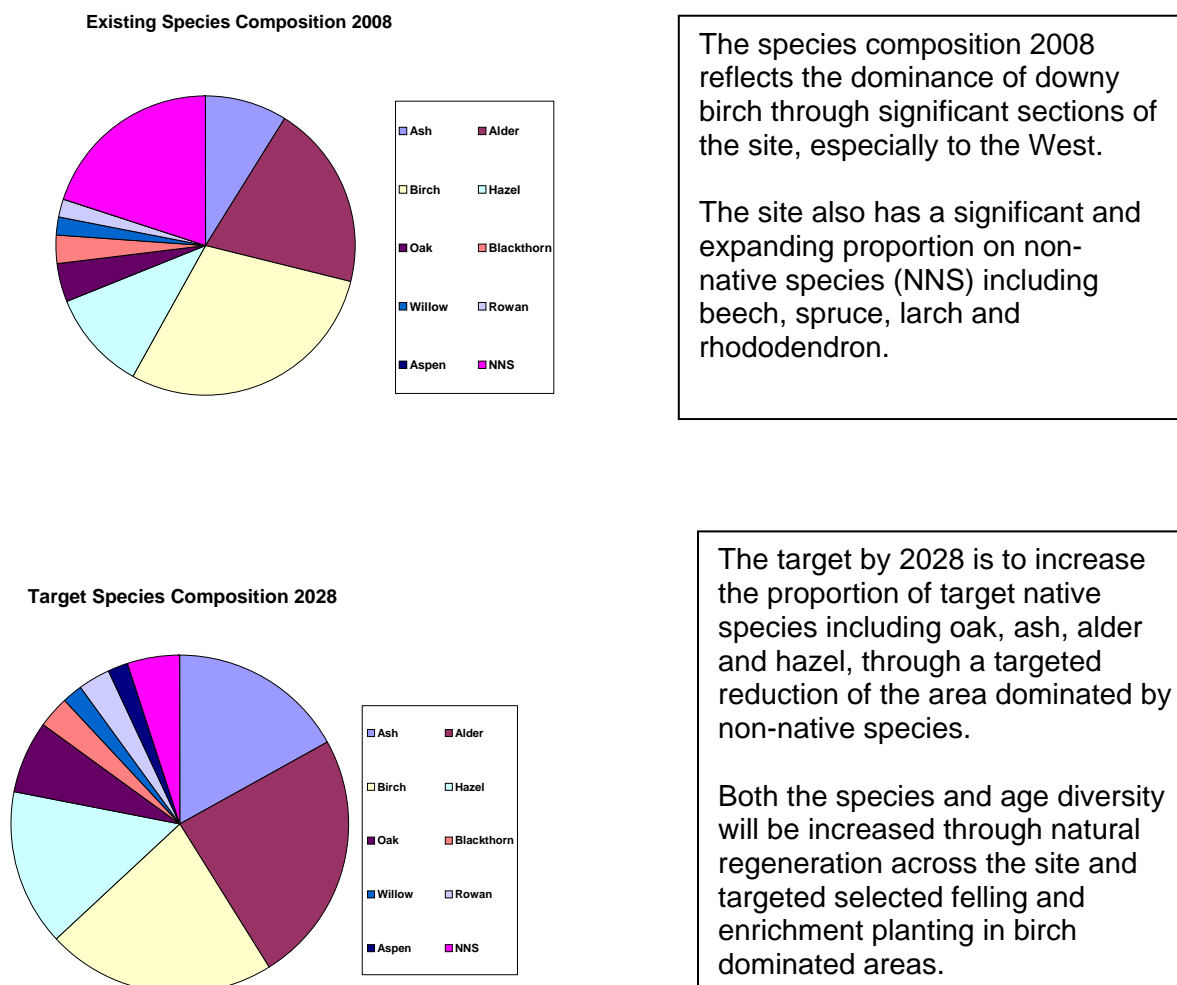 Existing Species Composition 2008
Ash Alder
Birch Hazel
Oak Blackthorn
Willow Rowan
Aspen NNS
The species composition 2008
reflects the dominance of downy
birch through significant sections of
the site, especially to the West.
The site also has a significant and
expanding proportion on non-
native species (NNS) including
beech, spruce, larch and
rhododendron.
Target Species Composition 2028
Ash Alder
Birch Hazel
Oak Blackthorn
Willow Rowan
Aspen NNS
The target by 2028 is to increase
the proportion of target native
species including oak, ash, alder
and hazel, through a targeted
reduction of the area dominated by
non-native species.
Both the species and age diversity
will be increased through natural
regeneration across the site and
targeted selected felling and
enrichment planting in birch
dominated areas.